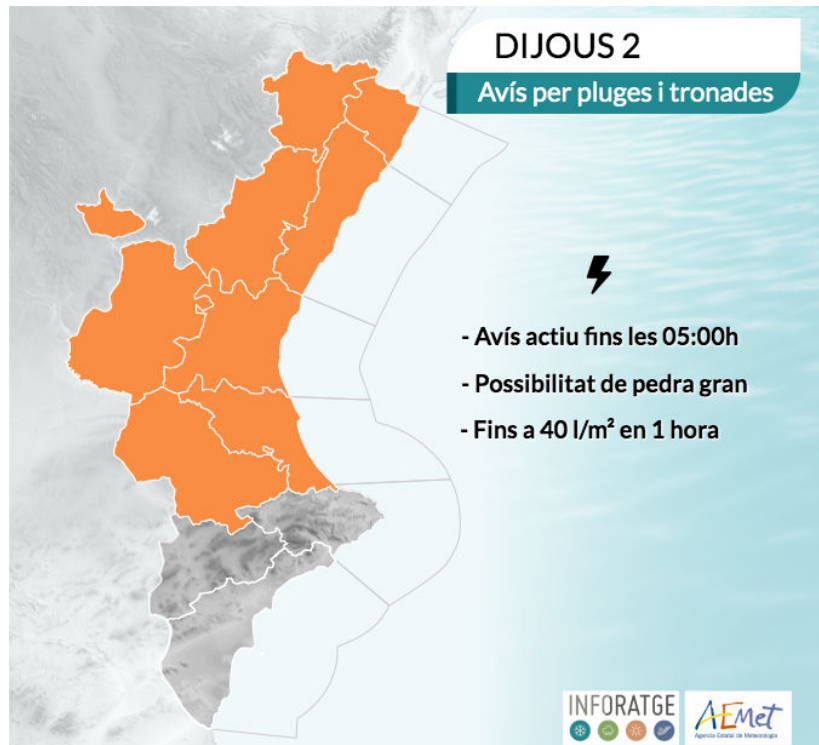 DIJOUS 2
Avís per pluges i tronades
- Avís actiu fins les 05:00h
- Possibilitat de pedra gran
- Fins a 40 l/m² en 1 hora
INFORATGE
AEMet
Agencia Estatal de Meteorología